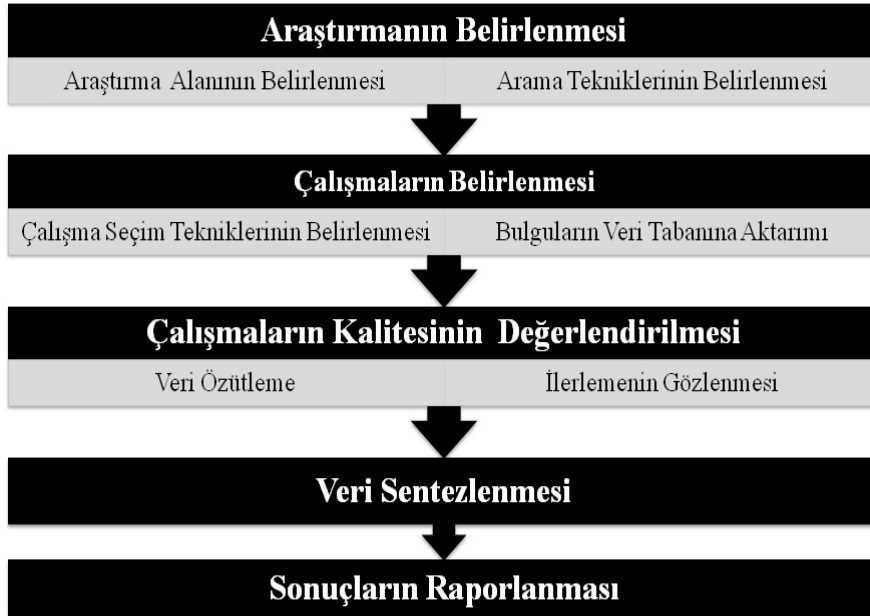 Araştırmanın Belirlenmesi
Araştırma Alanının Belirlenmesi
Arama Tekniklerinin Belirlenmesi
Çalışmaların Belirlenmesi
Çalışma Seçim Tekniklerinin Belirlenmesi
Bulguların Veri Tabanına Aktarımı
Çalışmaların Kalitesinin Değerlendirilmesi
Veri Özütleme
İlerlemenin Gözlenmesi
Veri Sentezlenmesi
Sonuçların Raporlanması